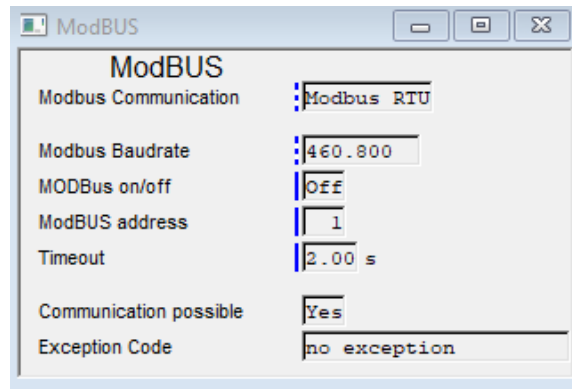 ModBUS
ModBUS
Modbus Communication Modbus RTU
Modbus Baudrate 460.800
MODBus on/off Off
ModBUS address 1
Timeout 2.00 s
Communication possible Yes
Exception Code no exception